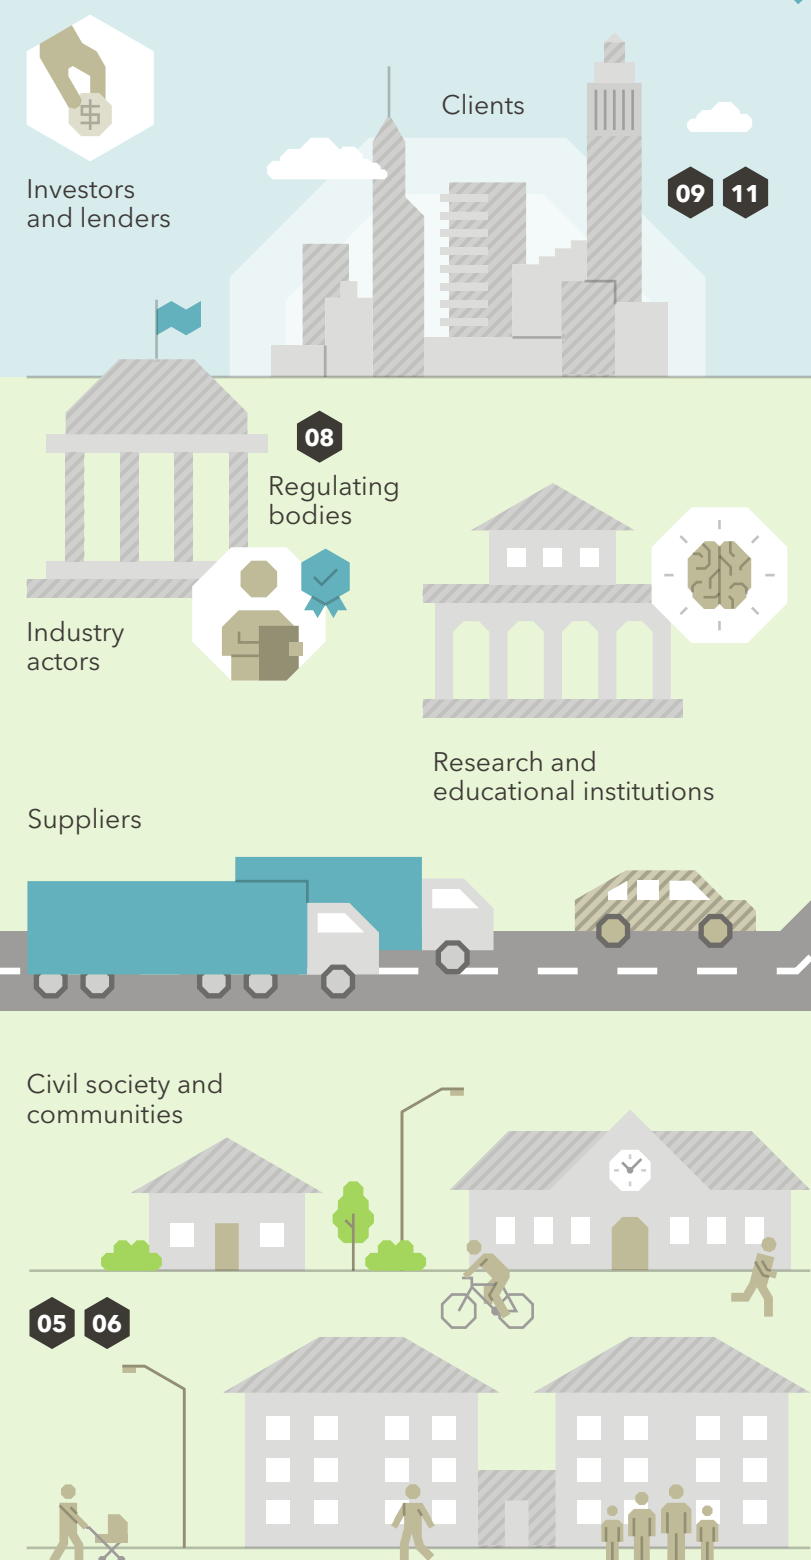 Clients
09 11
Investors
and lenders
08
Regulating
bodies
Industry
actors
Research and
educational institutions
Suppliers
Civil society and
communities
05 06